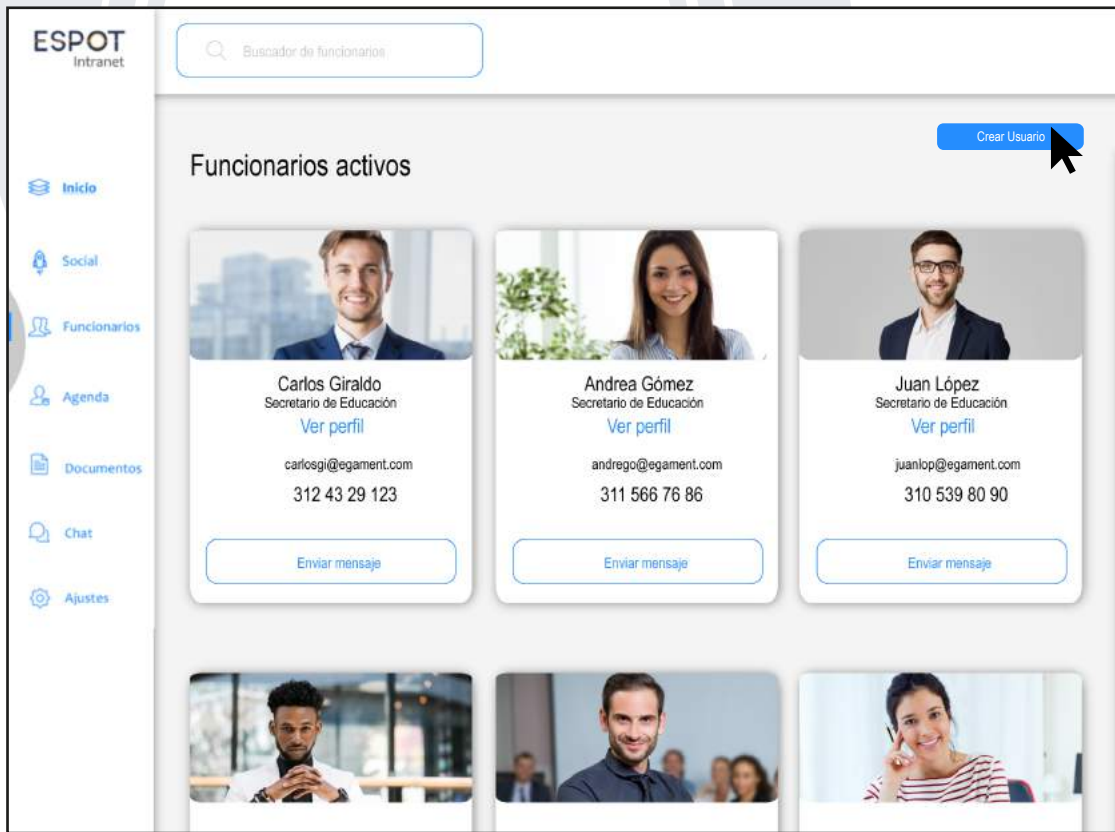 ESPOT
Intranet
Buscador de funcionarios
Crear Usuario
Funcionarios activos
Inicio
Social
Funcionarios
Agenda
Documentos
Chat
Ajustes
Carlos Giraldo
Secretario de Educación
Ver perfil
carlosgi@egament.com
312 43 29 123
Enviar mensaje
Andrea Gómez
Secretario de Educación
Ver perfil
andrego@egament.com
311 566 76 86
Enviar mensaje
Juan López
Secretario de Educación
Ver perfil
juanlop@egament.com
310 539 80 90
Enviar mensaje